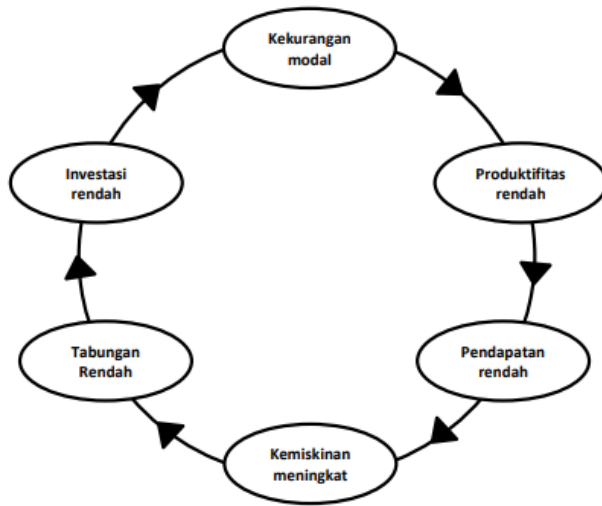 Kekurangan
modal
Produktifitas
rendah
Pendapatan
rendah
Kemiskinan
meningkat
Tabungan
Rendah
Investasi
rendah